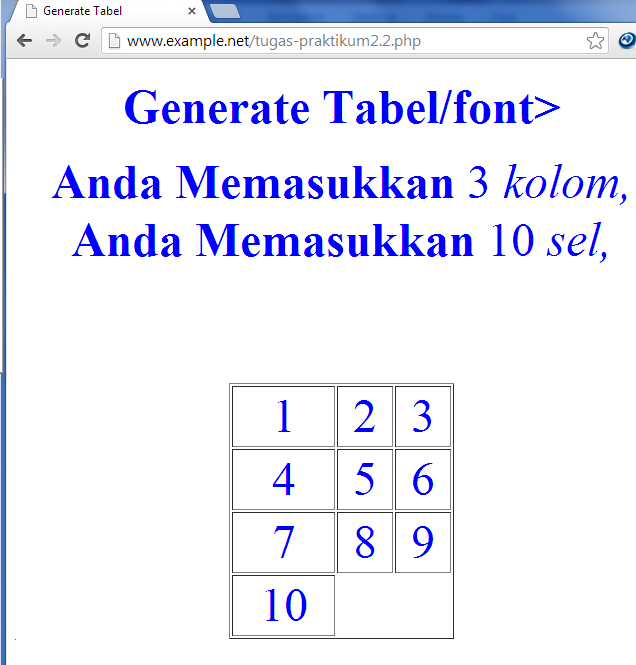 Generate Tabel
www.example.net/tugas-praktikum2.2.php
Generate Tabel/font>
Anda Memasukkan 3 kolom,
Anda Memasukkan 10 sel,
1 2 3
4 5 6
7 8 9
10